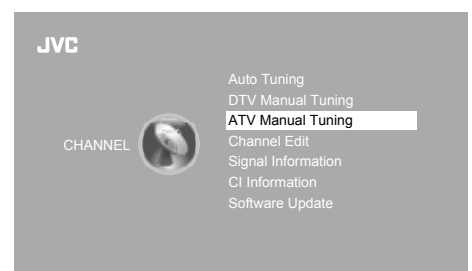 JVC
CHANNEL
Auto Tuning
DTV Manual Tuning
ATV Manual Tuning
Channel Edit
Signal Information
CI Information
Software Update